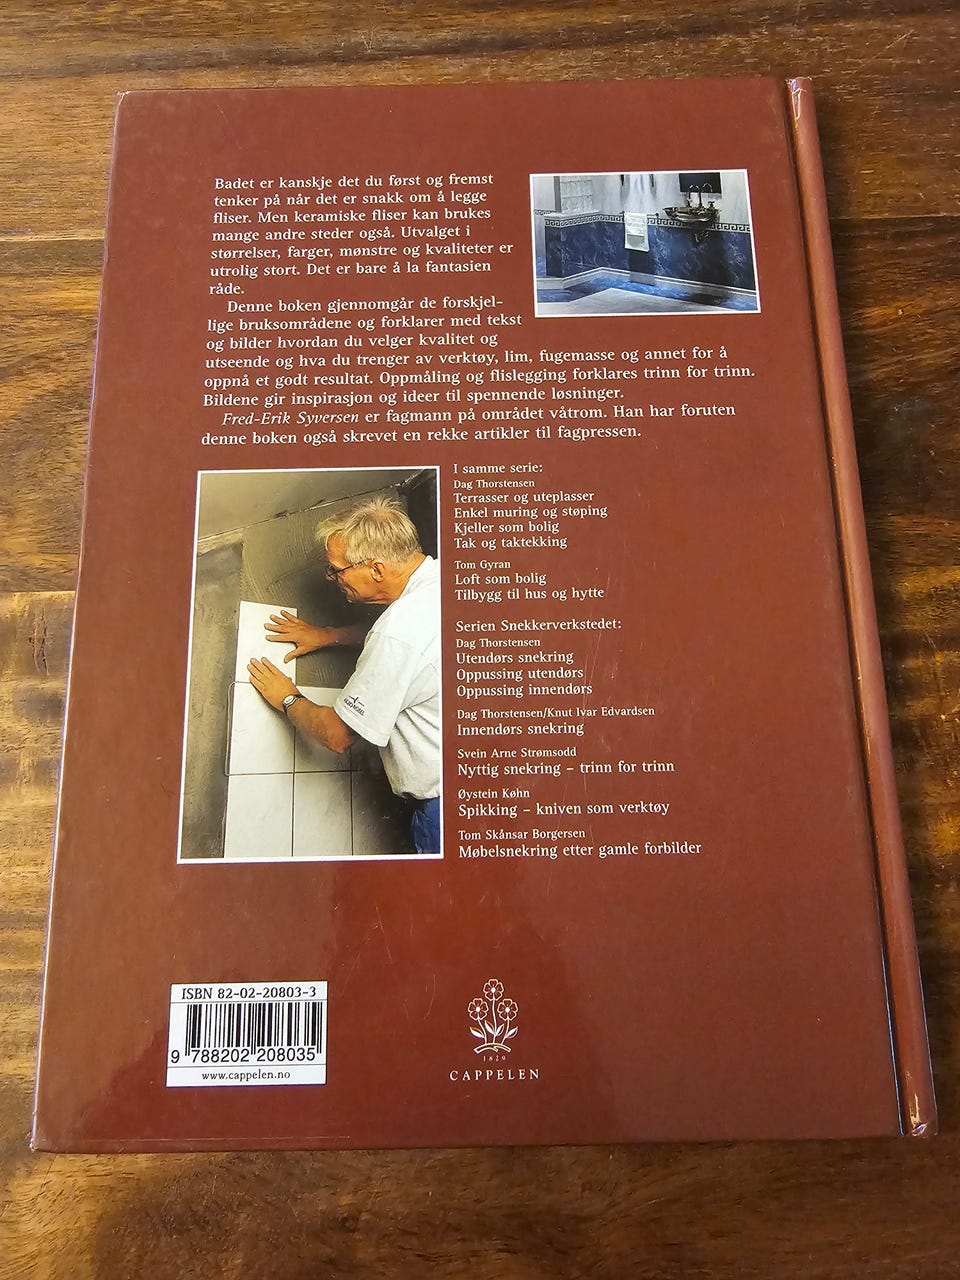 Badet er kanskje det du først og fremst
tenker på når det er snakk om å legge
fliser. Men keramiske fliser kan brukes
mange andre steder også. Utvalget i
størrelser, farger, mønstre og kvaliteter er
utrolig stort. Det er bare å la fantasien
råde.
Denne boken gjennomgår de forskjel-
lige bruksområdene og forklarer med tekst
og bilder hvordan du velger kvalitet og
utseende og hva du trenger av verktøy, lim, fugemasse og annet for å
oppnå et godt resultat. Oppmåling og flislegging forklares trinn for trinn.
Bildene gir inspirasjon og ideer til spennende løsninger.
Fred-Erik Syversen er fagmann på området våtrom. Han har foruten
denne boken også skrevet en rekke artikler til fagpressen.
I samme serie:
Dag Thorstensen
Terrasser og uteplasser
Enkel muring og støping
Kjeller som bolig
Tak og taktekking
Tom Gyran
Loft som bolig
Tilbygg til hus og hytte
Serien Snekkerverkstedet:
Dag Thorstensen
Utendørs snekring
Oppussing utendørs
Oppussing innendørs
Dag Thorstensen/Knut Ivar Edvardsen
Innendørs snekring
Svein Arne Strømsodd
Nyttig snekring – trinn for trinn
Øystein Køhn
Spikking – kniven som verktøy
Tom Skånsar Borgersen
Møbelsnekring etter gamle forbilder
ISBN 82-02-20803-3
9 788202 208035
www.cappelen.no
1829
CAPPELEN